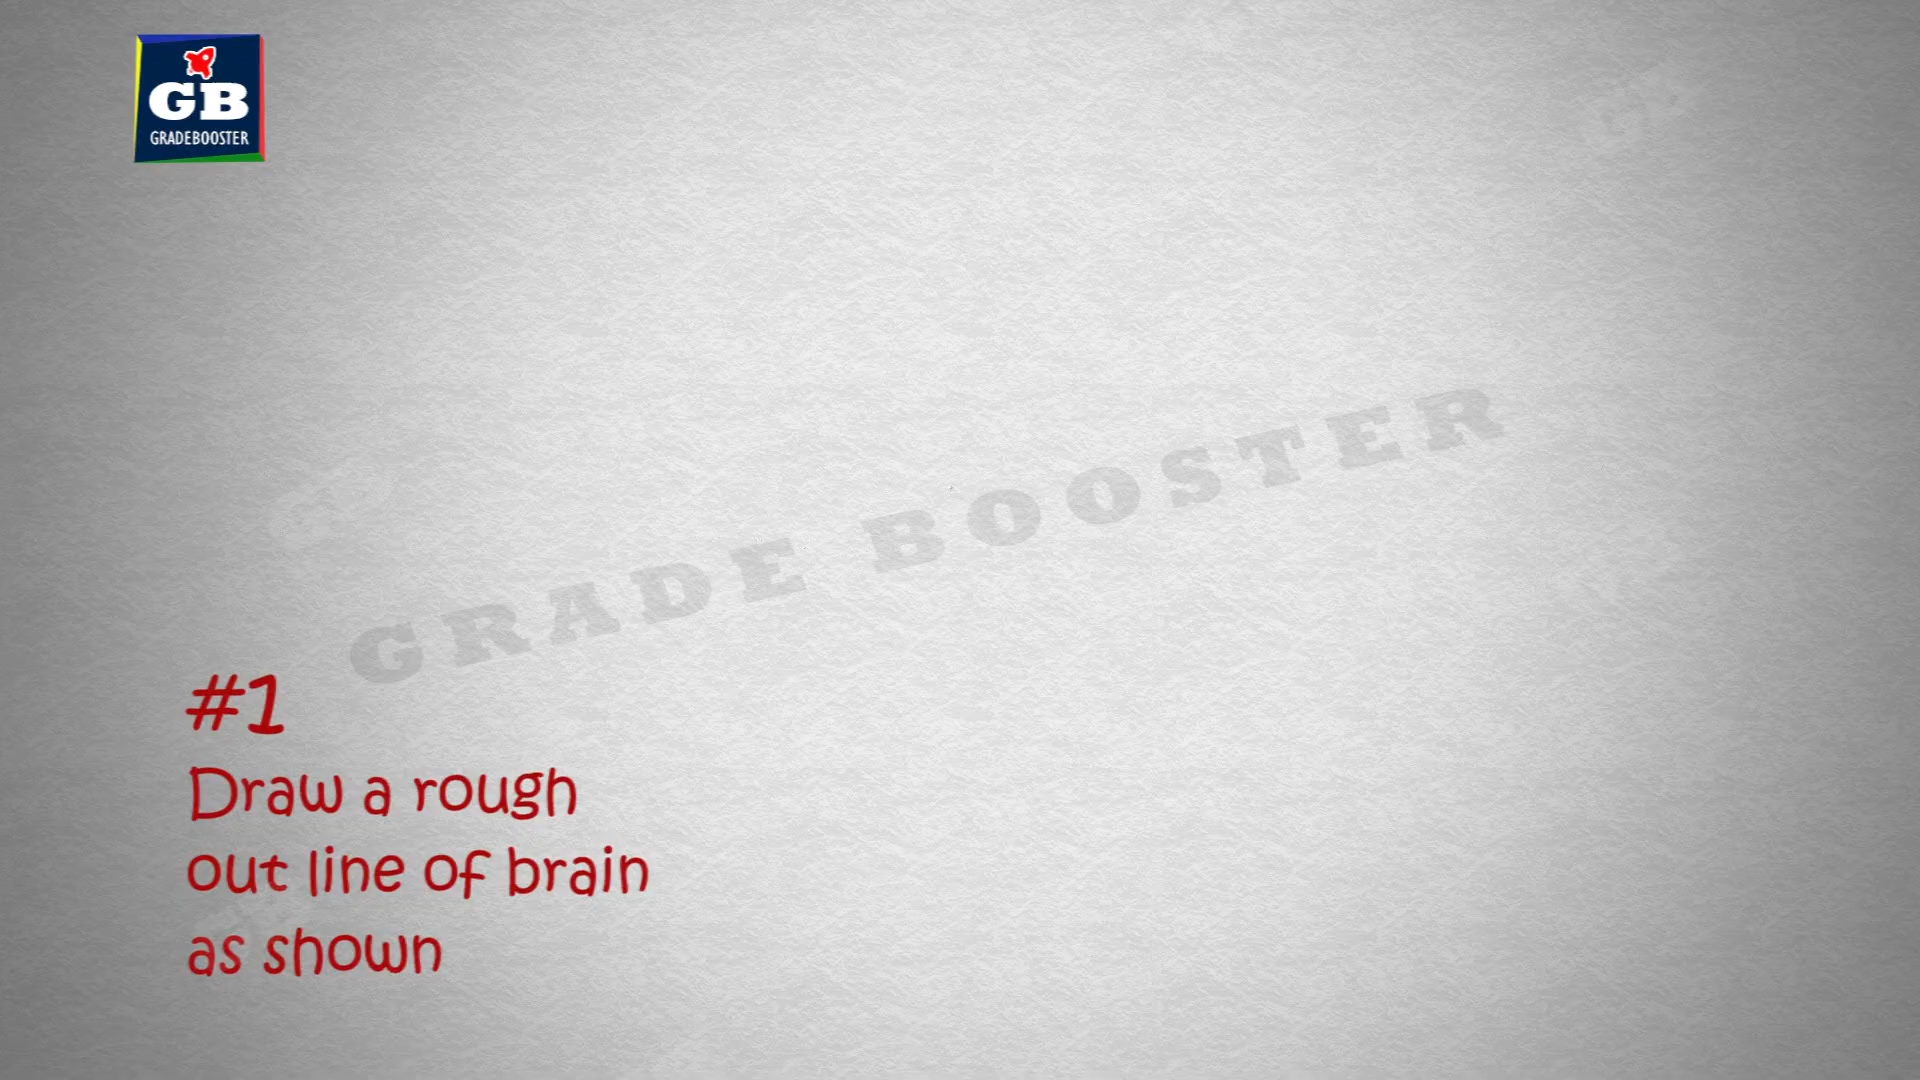 GB
GRADEBOOSTER
GRADE BOOSTER
#1
Draw a rough
out line of brain
as shown